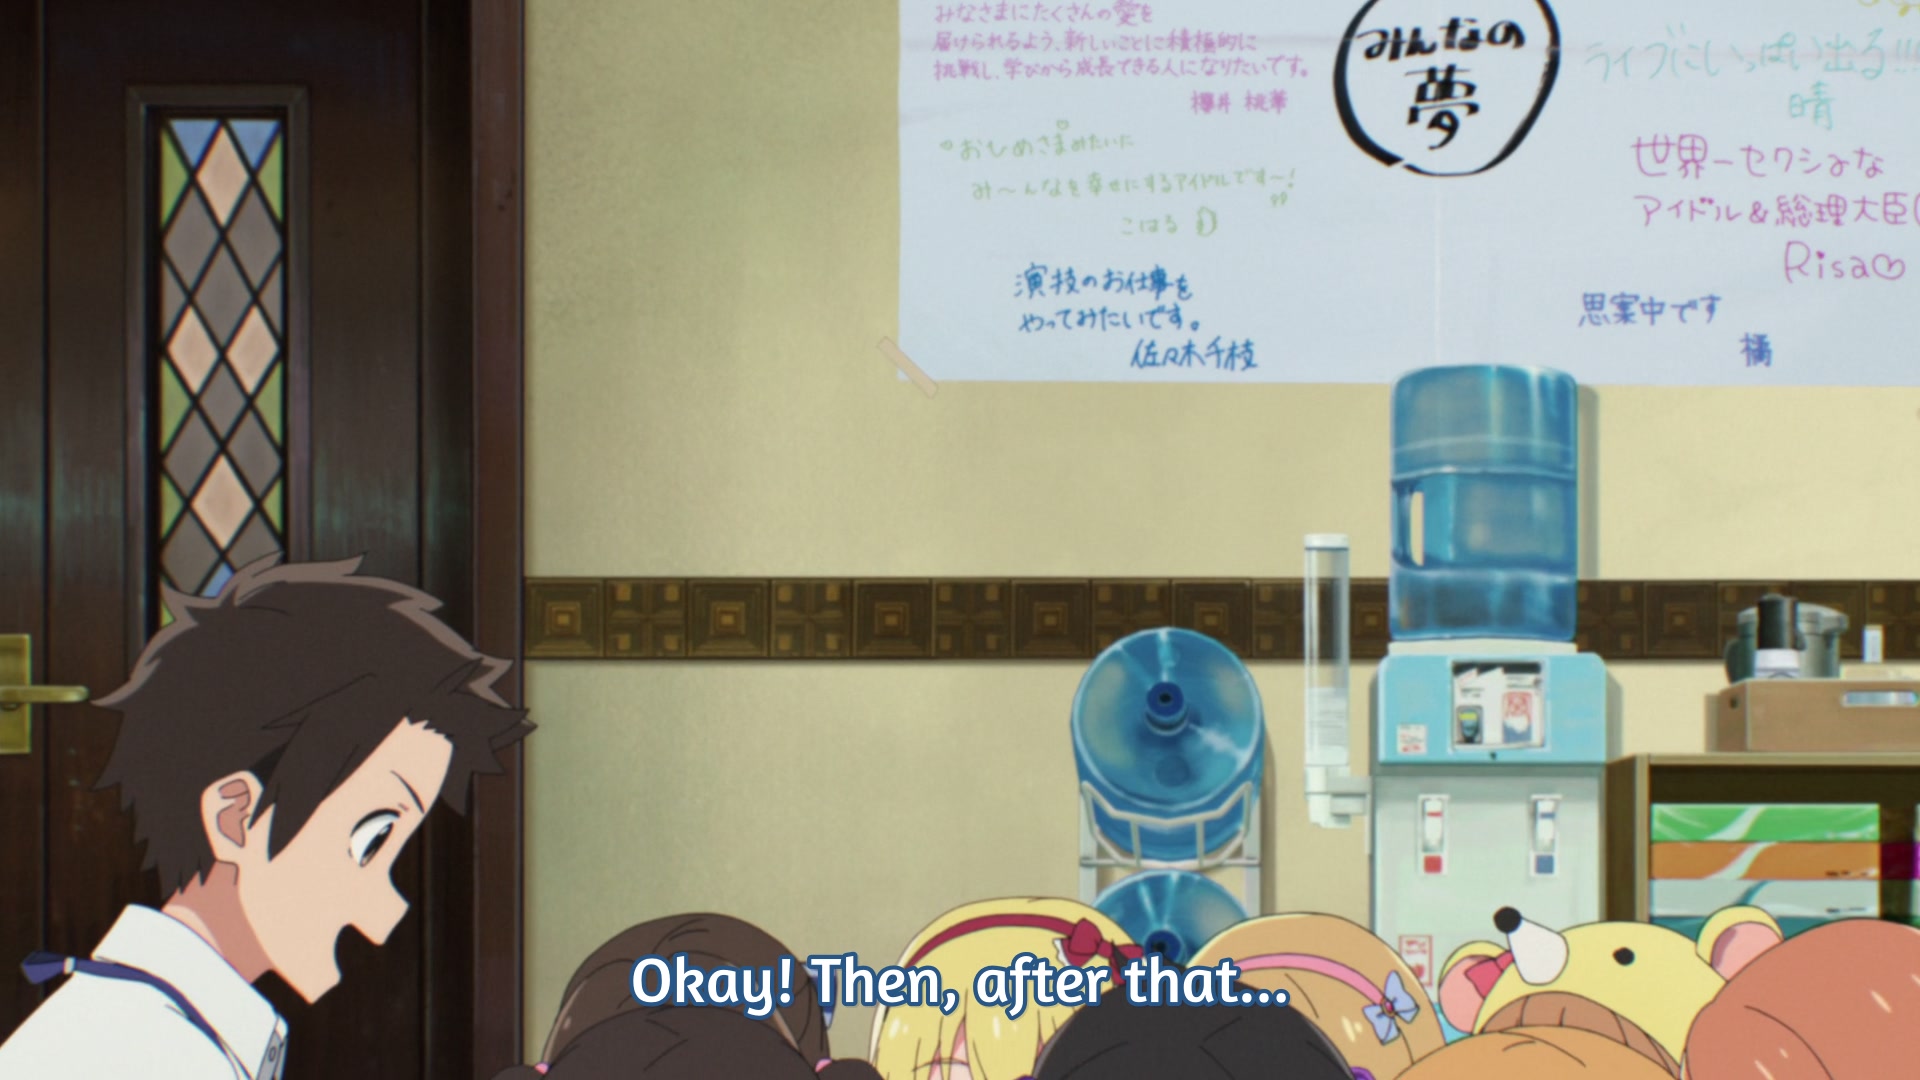 みなさまにたくさんの愛を
届けられるよう、新しいことに積極的に
挑戦し、学びから成長できる人になりたいです。
櫻井 桃華
おひめさまみたいに
み〜んなを幸せにするアイドルです〜!
こはる
演技のお仕事を
やってみたいです。
佐々木千枝
みんなの
夢
ライブにいっぱい出る!!!
晴
世界一セクシーな
アイドル&総理大臣
Risa♡
思案中です
橘
Okay! Then, after that...